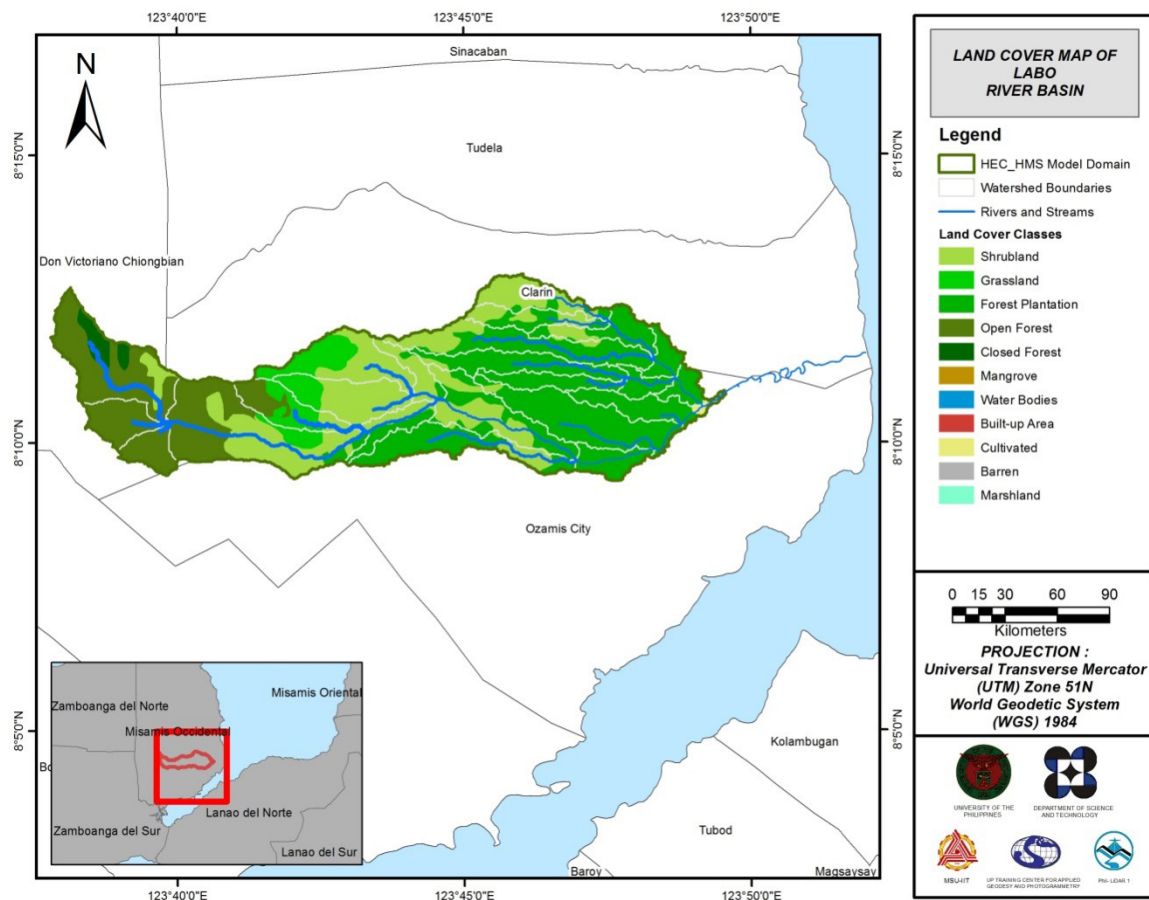 123°40'0"E
123°45'0"E
123°50'0"E
N
Sinacaban
Tudela
8°15'0"N
8°15'0"N
Don Victoriano Chiongbian
Clarin
8°10'0"N
8°10'0"N
Ozamis City
8°5'0"N
8°5'0"N
Kolambugan
Tubod
Baroy
Magsaysay
Misamis Oriental
Zamboanga del Norte
Misamis Occidental
Lanao del Norte
Zamboanga del Sur
Lanao del Sur
123°40'0"E
123°45'0"E
123°50'0"E
LAND COVER MAP OF
LABO
RIVER BASIN
Legend
HEC_HMS Model Domain
Watershed Boundaries
Rivers and Streams
Land Cover Classes
Shrubland
Grassland
Forest Plantation
Open Forest
Closed Forest
Mangrove
Water Bodies
Built-up Area
Cultivated
Barren
Marshland
0 15 30 60 90
Kilometers
PROJECTION :
Universal Transverse Mercator
(UTM) Zone 51N
World Geodetic System
(WGS) 1984
UNIVERSITY OF THE
PHILIPPINES
DEPARTMENT OF SCIENCE
AND TECHNOLOGY
MSU-IIT
UP TRAINING CENTER FOR APPLIED
GEODESY AND PHOTOGRAMMETRY
Phil- LiDAR 1